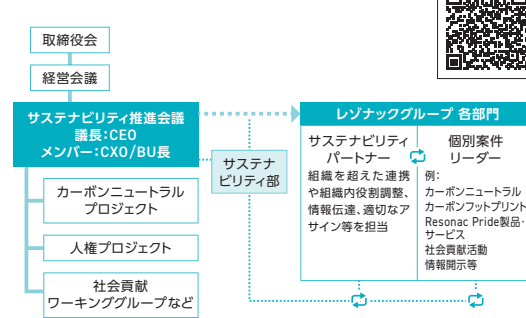 取締役会
経営会議
サステナビリティ推進会議
議長:CEO
メンバー:CXO/BU長
カーボンニュートラル
プロジェクト
人権プロジェクト
社会貢献
ワーキンググループなど
サステナ
ビリティ部
レゾナックグループ 各部門
サステナビリティ
パートナー
組織を超えた連携
や組織内役割調整、
情報伝達、適切なア
サイン等を担当
個別案件
リーダー
例:
カーボンニュートラル
カーボンフットプリント
Resonac Pride製品・
サービス
社会貢献活動
情報開示等